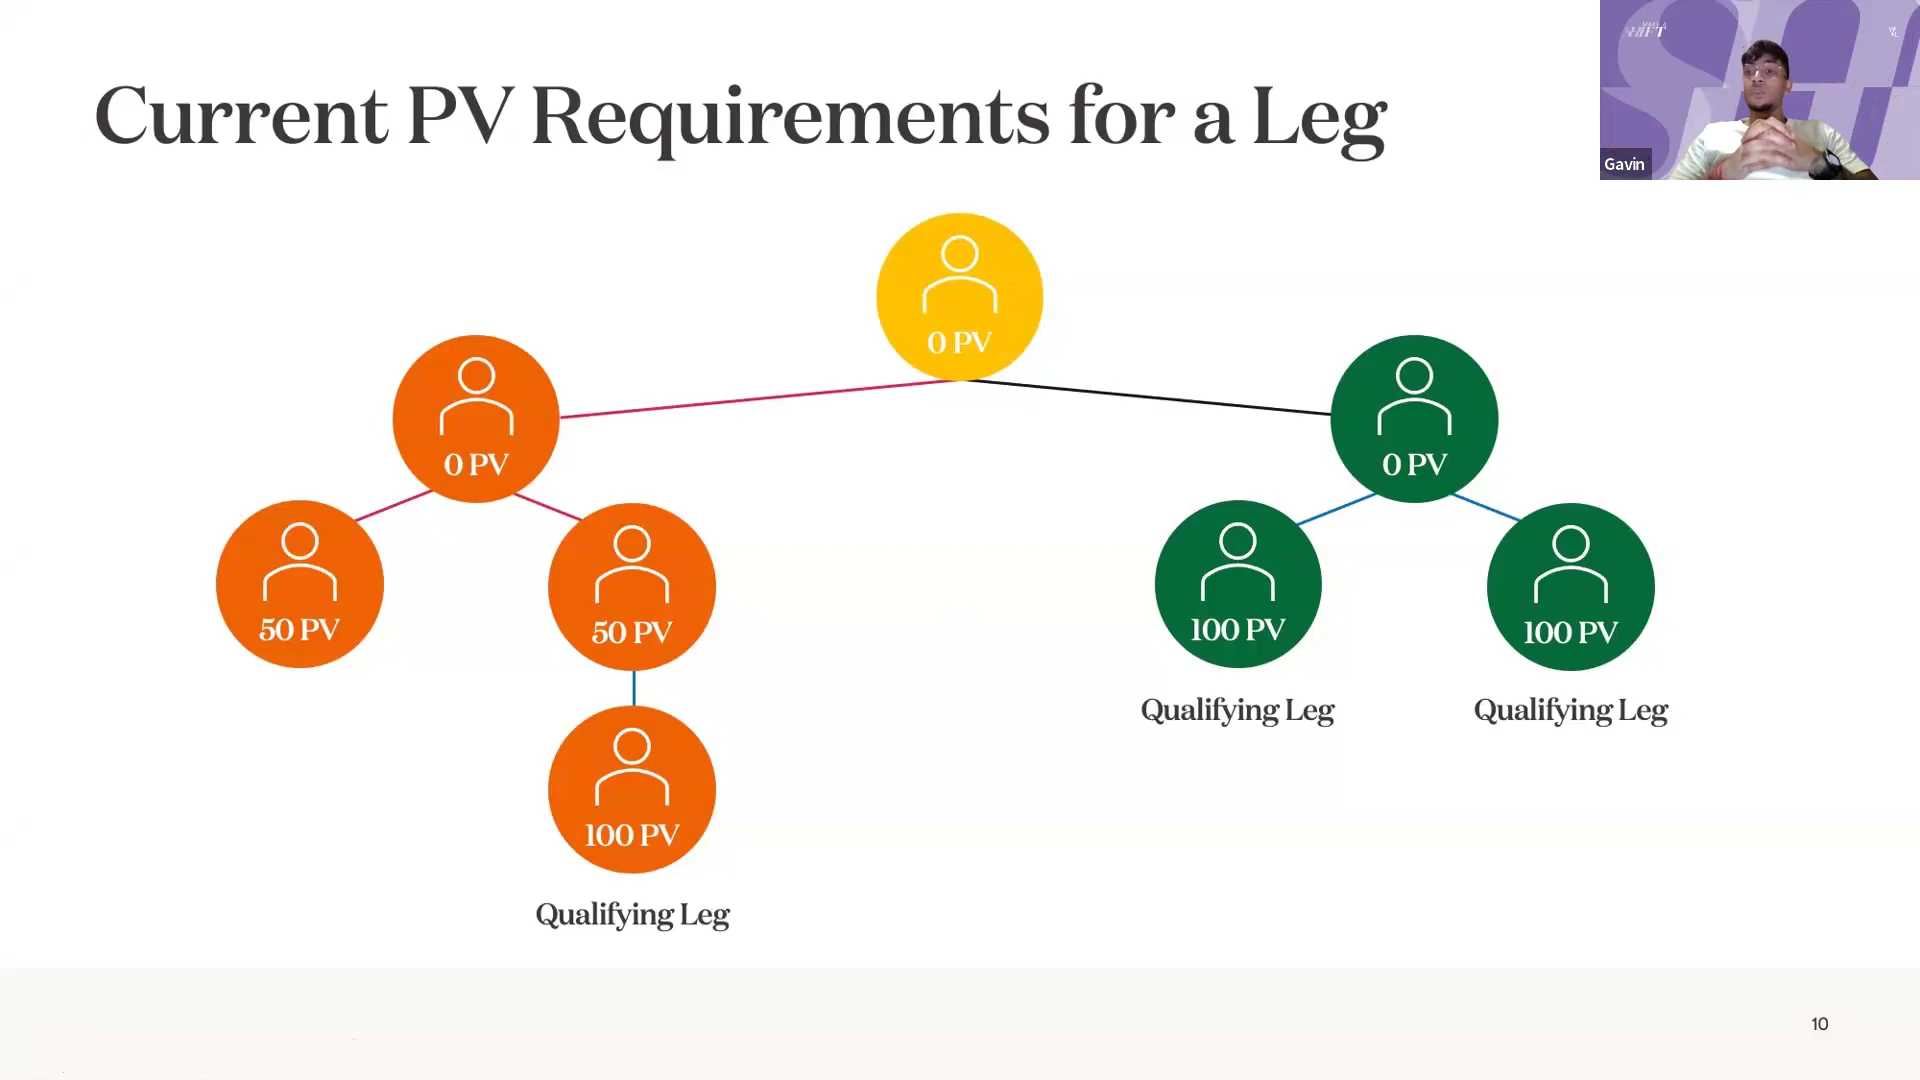 Current PV Requirements for a Leg
Gavin
0 PV
0 PV
0 PV
50 PV
50 PV
100 PV
100 PV
Qualifying Leg
Qualifying Leg
100 PV
Qualifying Leg
10